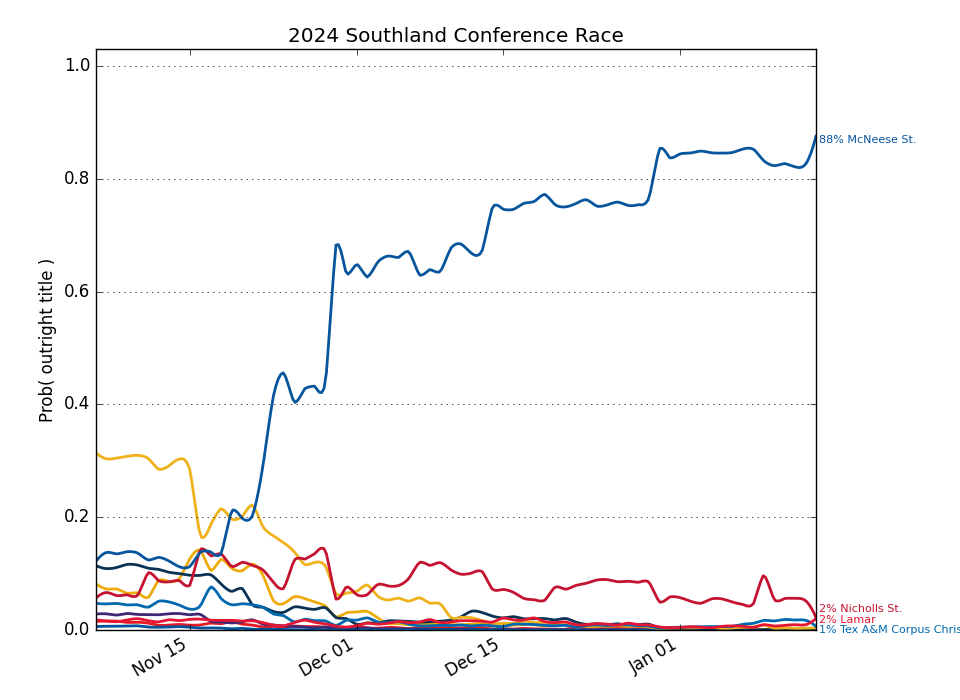 2024 Southland Conference Race
Prob( outright title )
1.0
0.8
0.6
0.4
0.2
0.0
88% McNeese St.
2% Nicholls St.
2% Lamar
1% Tex A&M Corpus Chris
Nov 15
Dec 01
Dec 15
Jan 01